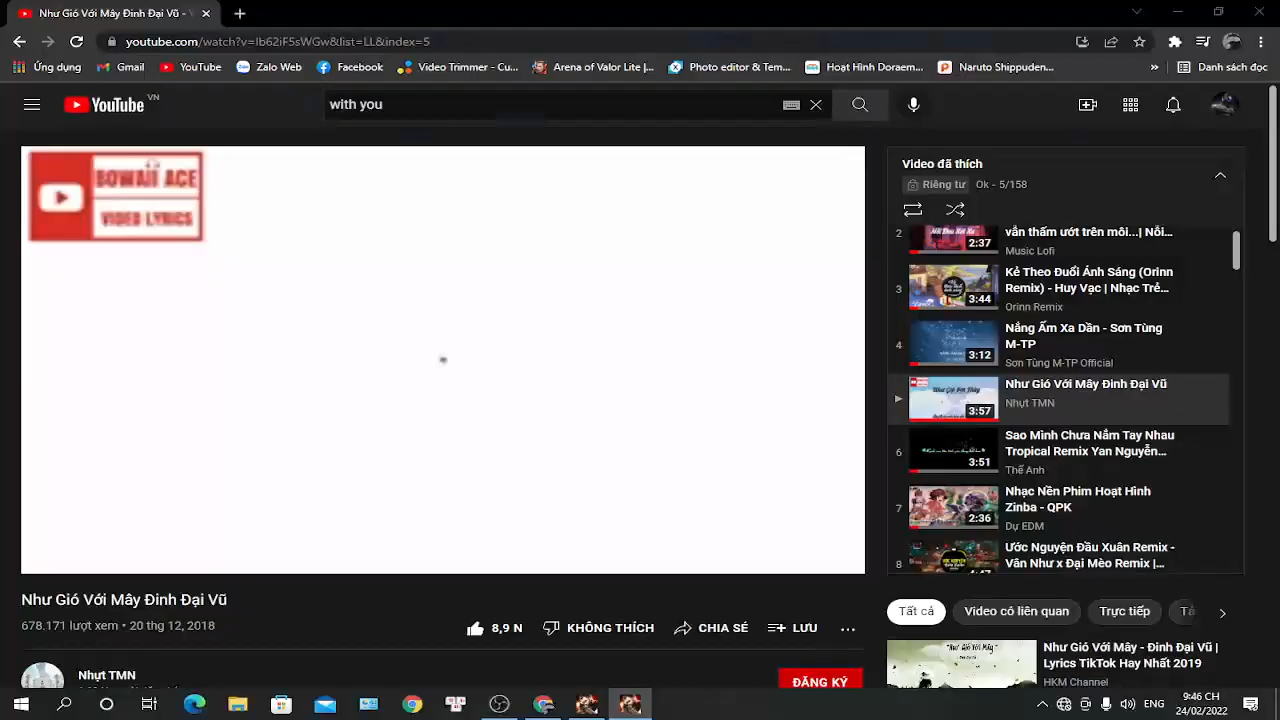 Như Gió Với Mây Đinh Đại Vũ -
youtube.com/watch?v=Ib62iF5sWGw&list=LL&index=5
Ứng dụng
Gmail
YouTube
Zalo Web
Facebook
Video Trimmer - Cu...
Arena of Valor Lite |...
Photo editor & Tem...
Hoạt Hình Doraem...
Naruto Shippuden...
»
Danh sách đọc
YouTube VN
with you
BOWAII ACE
VIDEO LYRICS
Video đã thích
Riêng tư Ok - 5/158
2
2:37
vẫn thấm ướt trên môi...| Nỗi...
Music Lofi
3
3:44
Kẻ Theo Đuổi Ánh Sáng (Orinn
Remix) - Huy Vạc | Nhạc Trẻ...
Orinn Remix
4
3:12
Nắng Ấm Xa Dần - Sơn Tùng
M-TP
Sơn Tùng M-TP Official
3:57
Như Gió Với Mây Đinh Đại Vũ
Nhựt TMN
6
3:51
Sao Mình Chưa Nắm Tay Nhau
Tropical Remix Yan Nguyễn...
Thế Anh
7
2:36
Nhạc Nền Phim Hoạt Hình
Zinba - QPK
Dự EDM
8
Ước Nguyện Đầu Xuân Remix -
Vân Như x Đại Mèo Remix |...
Như Gió Với Mây Đinh Đại Vũ
678.171 lượt xem • 20 thg 12, 2018
8,9 N
KHÔNG THÍCH
CHIA SẺ
LƯU
Tất cả
Video có liên quan
Trực tiếp
Nhựt TMN
ĐĂNG KÝ
Như Gió Với Mây - Đinh Đại Vũ |
Lyrics TikTok Hay Nhất 2019
HKM Channel
ENG
9:46 CH
24/02/2022